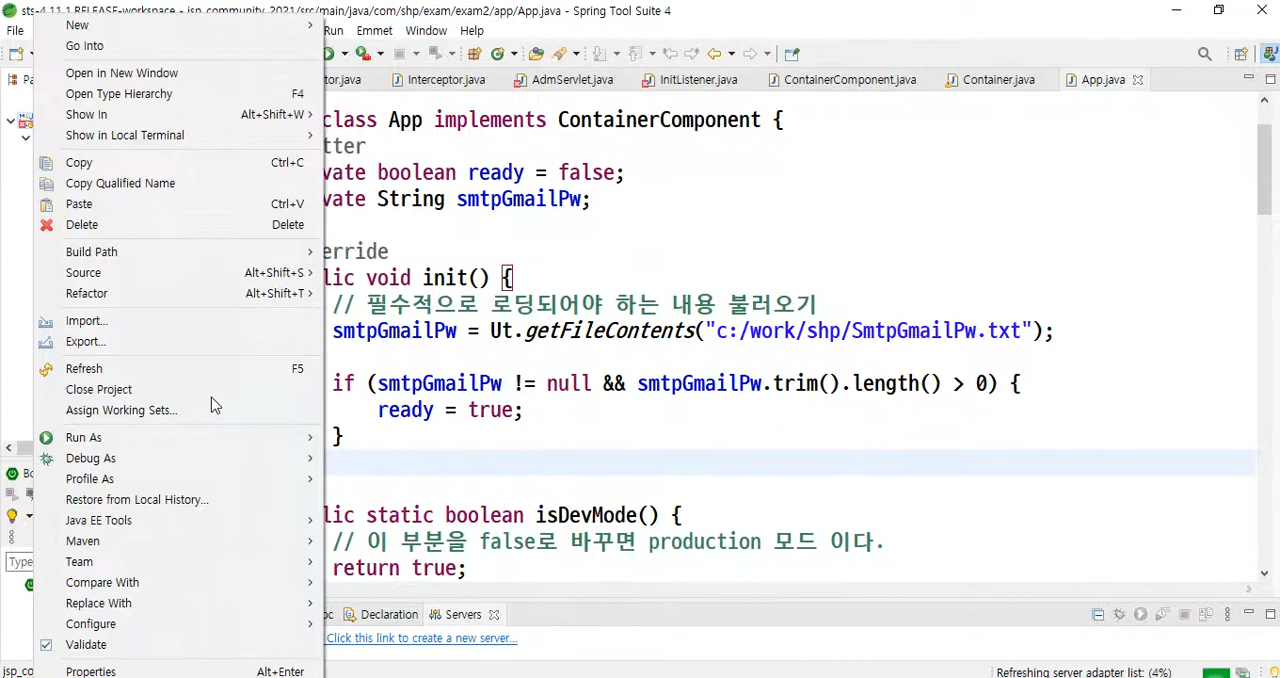 sts-4.11.1.RELEASE-workspace - jsp_community_2021/src/main/java/com/shp/exam/exam2/app/App.java - Spring Tool Suite 4
File Run Emmet Window Help
tor.java Interceptor.java AdmServlet.java InitListener.java ContainerComponent.java Container.java App.java
New
Go Into
Open in New Window
Open Type Hierarchy F4
Show In Alt+Shift+W
Show in Local Terminal
Copy Ctrl+C
Copy Qualified Name
Paste Ctrl+V
Delete Delete
Build Path
Source Alt+Shift+S
Refactor Alt+Shift+T
Import...
Export...
Refresh F5
Close Project
Assign Working Sets...
Run As
Debug As
Profile As
Restore from Local History...
Java EE Tools
Maven
Team
Compare With
Replace With
Configure
Validate
Properties Alt+Enter
class App implements ContainerComponent {
tter
vate boolean ready = false;
vate String smtpGmailPw;
erride
lic void init() {
// 필수적으로 로딩되어야 하는 내용 불러오기
smtpGmailPw = Ut.getFileContents("c:/work/shp/SmtpGmailPw.txt");
if (smtpGmailPw != null && smtpGmailPw.trim().length() > 0) {
ready = true;
}
lic static boolean isDevMode() {
// 이 부분을 false로 바꾸면 production 모드 이다.
return true;
oc Declaration Servers
Click this link to create a new server...
Type
jsp_co
Refreshing server adapter list: (4%)